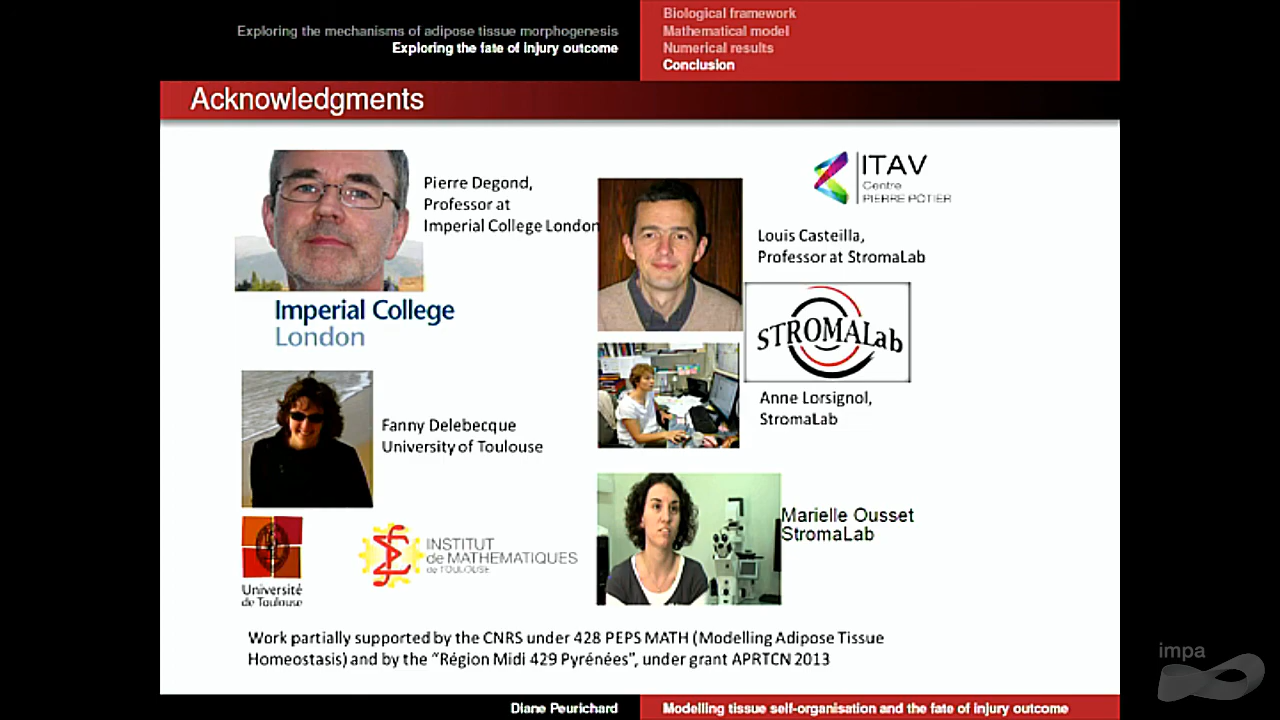 Exploring the mechanisms of adipose tissue morphogenesis
Exploring the fate of injury outcome
Biological framework
Mathematical model
Numerical results
Conclusion
Acknowledgments
Pierre Degond,
Professor at
Imperial College London
Imperial College
London
Fanny Delebecque
University of Toulouse
Université
de Toulouse
INSTITUT
de MATHEMATIQUES
de TOULOUSE
ITAV
Centre
PIERRE POTIER
Louis Casteilla,
Professor at StromaLab
STROMALab
Anne Lorsignol,
StromaLab
Marielle Ousset
StromaLab
Work partially supported by the CNRS under 428 PEPS MATH (Modelling Adipose Tissue
Homeostasis) and by the “Région Midi 429 Pyrénées”, under grant APRTCN 2013
impa
Diane Peurichard
Modelling tissue self-organisation and the fate of injury outcome